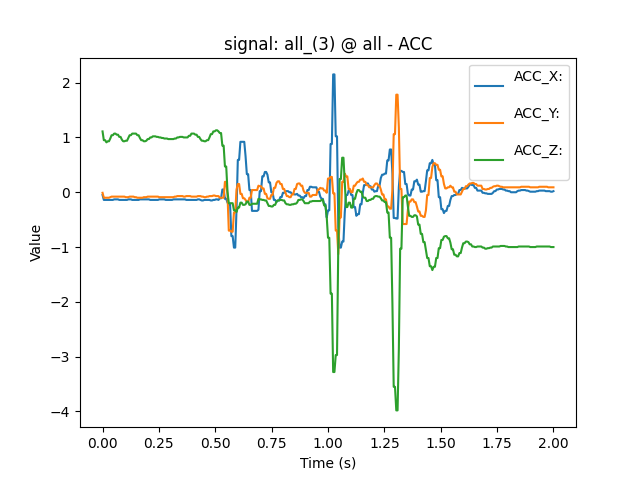 signal: all_(3) @ all - ACC
ACC_X:
ACC_Y:
ACC_Z:
Value
2
1
0
−1
−2
−3
−4
0.00 0.25 0.50 0.75 1.00 1.25 1.50 1.75 2.00
Time (s)